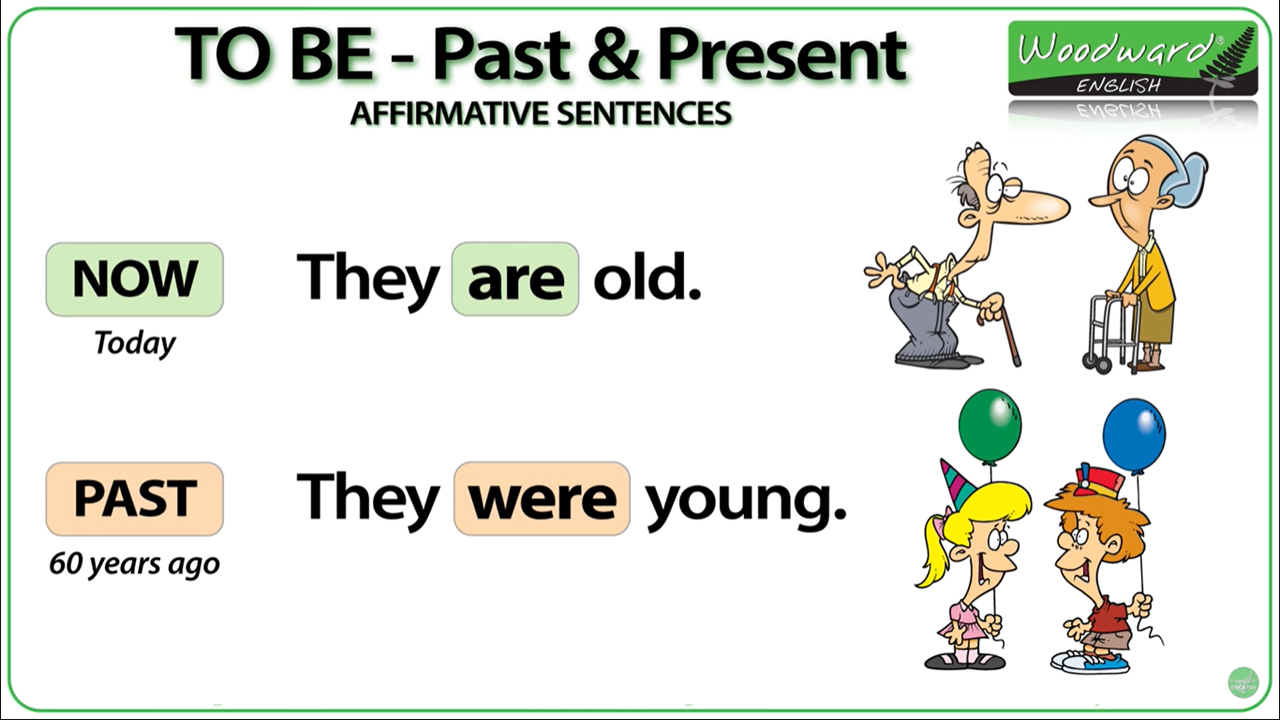 TO BE - Past & Present
AFFIRMATIVE SENTENCES
Woodward®
ENGLISH
NOW
Today
They are old.
PAST
60 years ago
They were young.